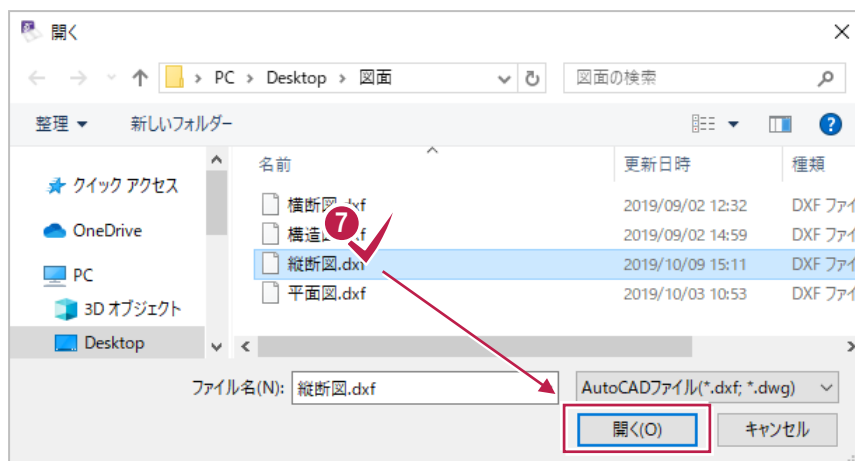 開く
PC > Desktop > 図面
図面の検索
整理
新しいフォルダー
名前
更新日時
種類
クイック アクセス
OneDrive
PC
3D オブジェクト
Desktop
横断図.dxf
2019/09/02 12:32
DXF ファイ
7
2019/09/02 14:59
DXF ファイ
縦断図.dxf
2019/10/09 15:11
DXF ファイ
平面図.dxf
2019/10/03 10:53
DXF ファイ
ファイル名(N):
縦断図.dxf
AutoCADファイル(*.dxf; *.dwg)
開く(O)
キャンセル